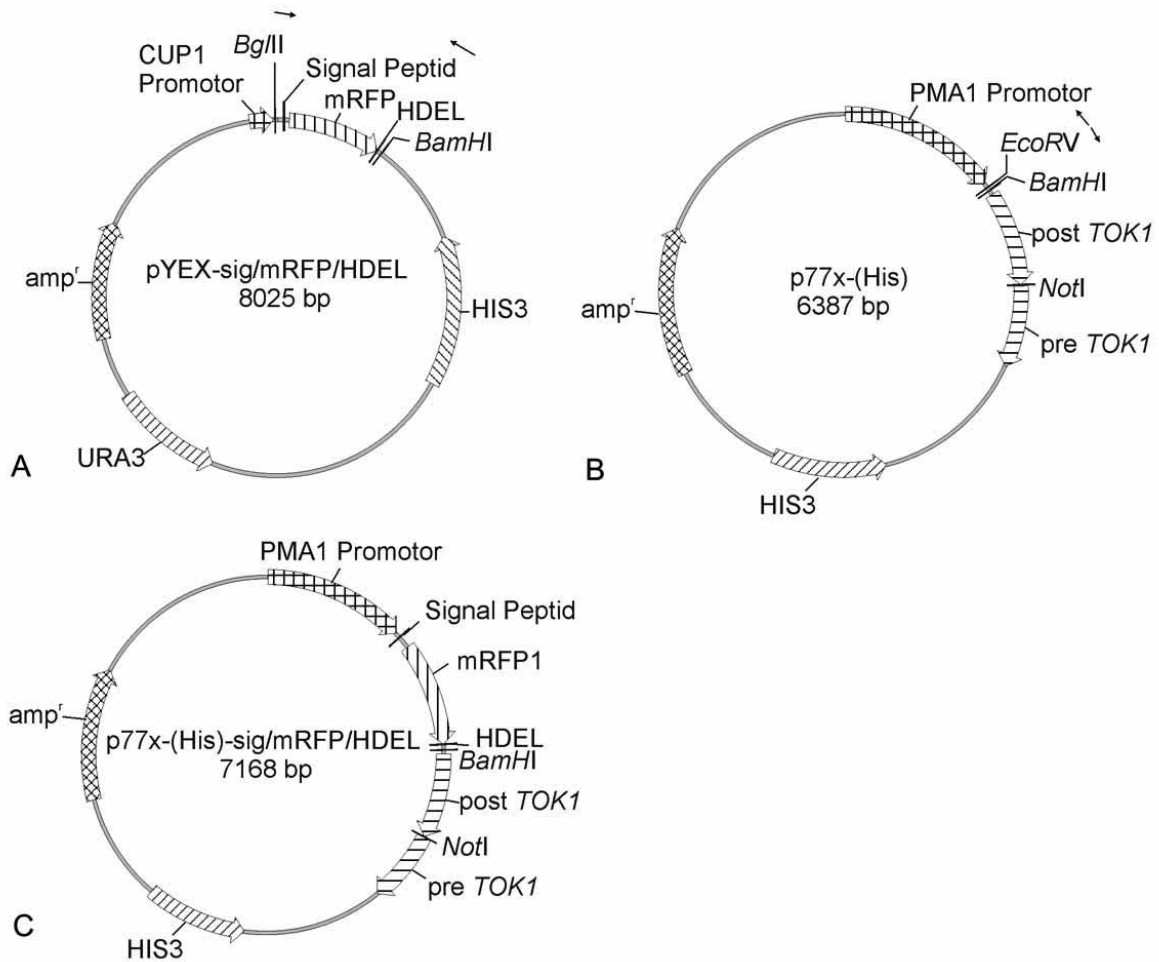 CUP1
Promotor
BglII
Signal Peptid
mRFP
HDEL
BamHI
pYEX-sig/mRFP/HDEL
8025 bp
ampʳ
HIS3
URA3
A
PMA1 Promotor
EcoRV
BamHI
post TOK1
NotI
pre TOK1
p77x-(His)
6387 bp
ampʳ
HIS3
B
PMA1 Promotor
Signal Peptid
mRFP1
HDEL
BamHI
post TOK1
NotI
pre TOK1
p77x-(His)-sig/mRFP/HDEL
7168 bp
ampʳ
HIS3
C